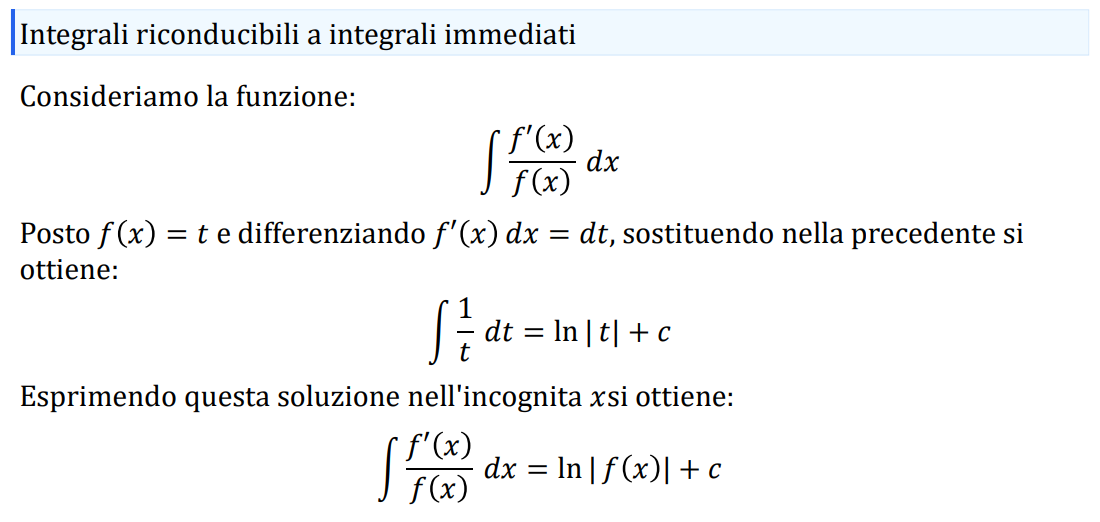 Integrali riconducibili a integrali immediati
Consideriamo la funzione:
∫ f′(x)/f(x) dx
Posto f(x) = t e differenziando f′(x) dx = dt, sostituendo nella precedente si
ottiene:
∫ 1/t dt = ln|t| + c
Esprimendo questa soluzione nell'incognita xsi ottiene:
∫ f′(x)/f(x) dx = ln|f(x)| + c